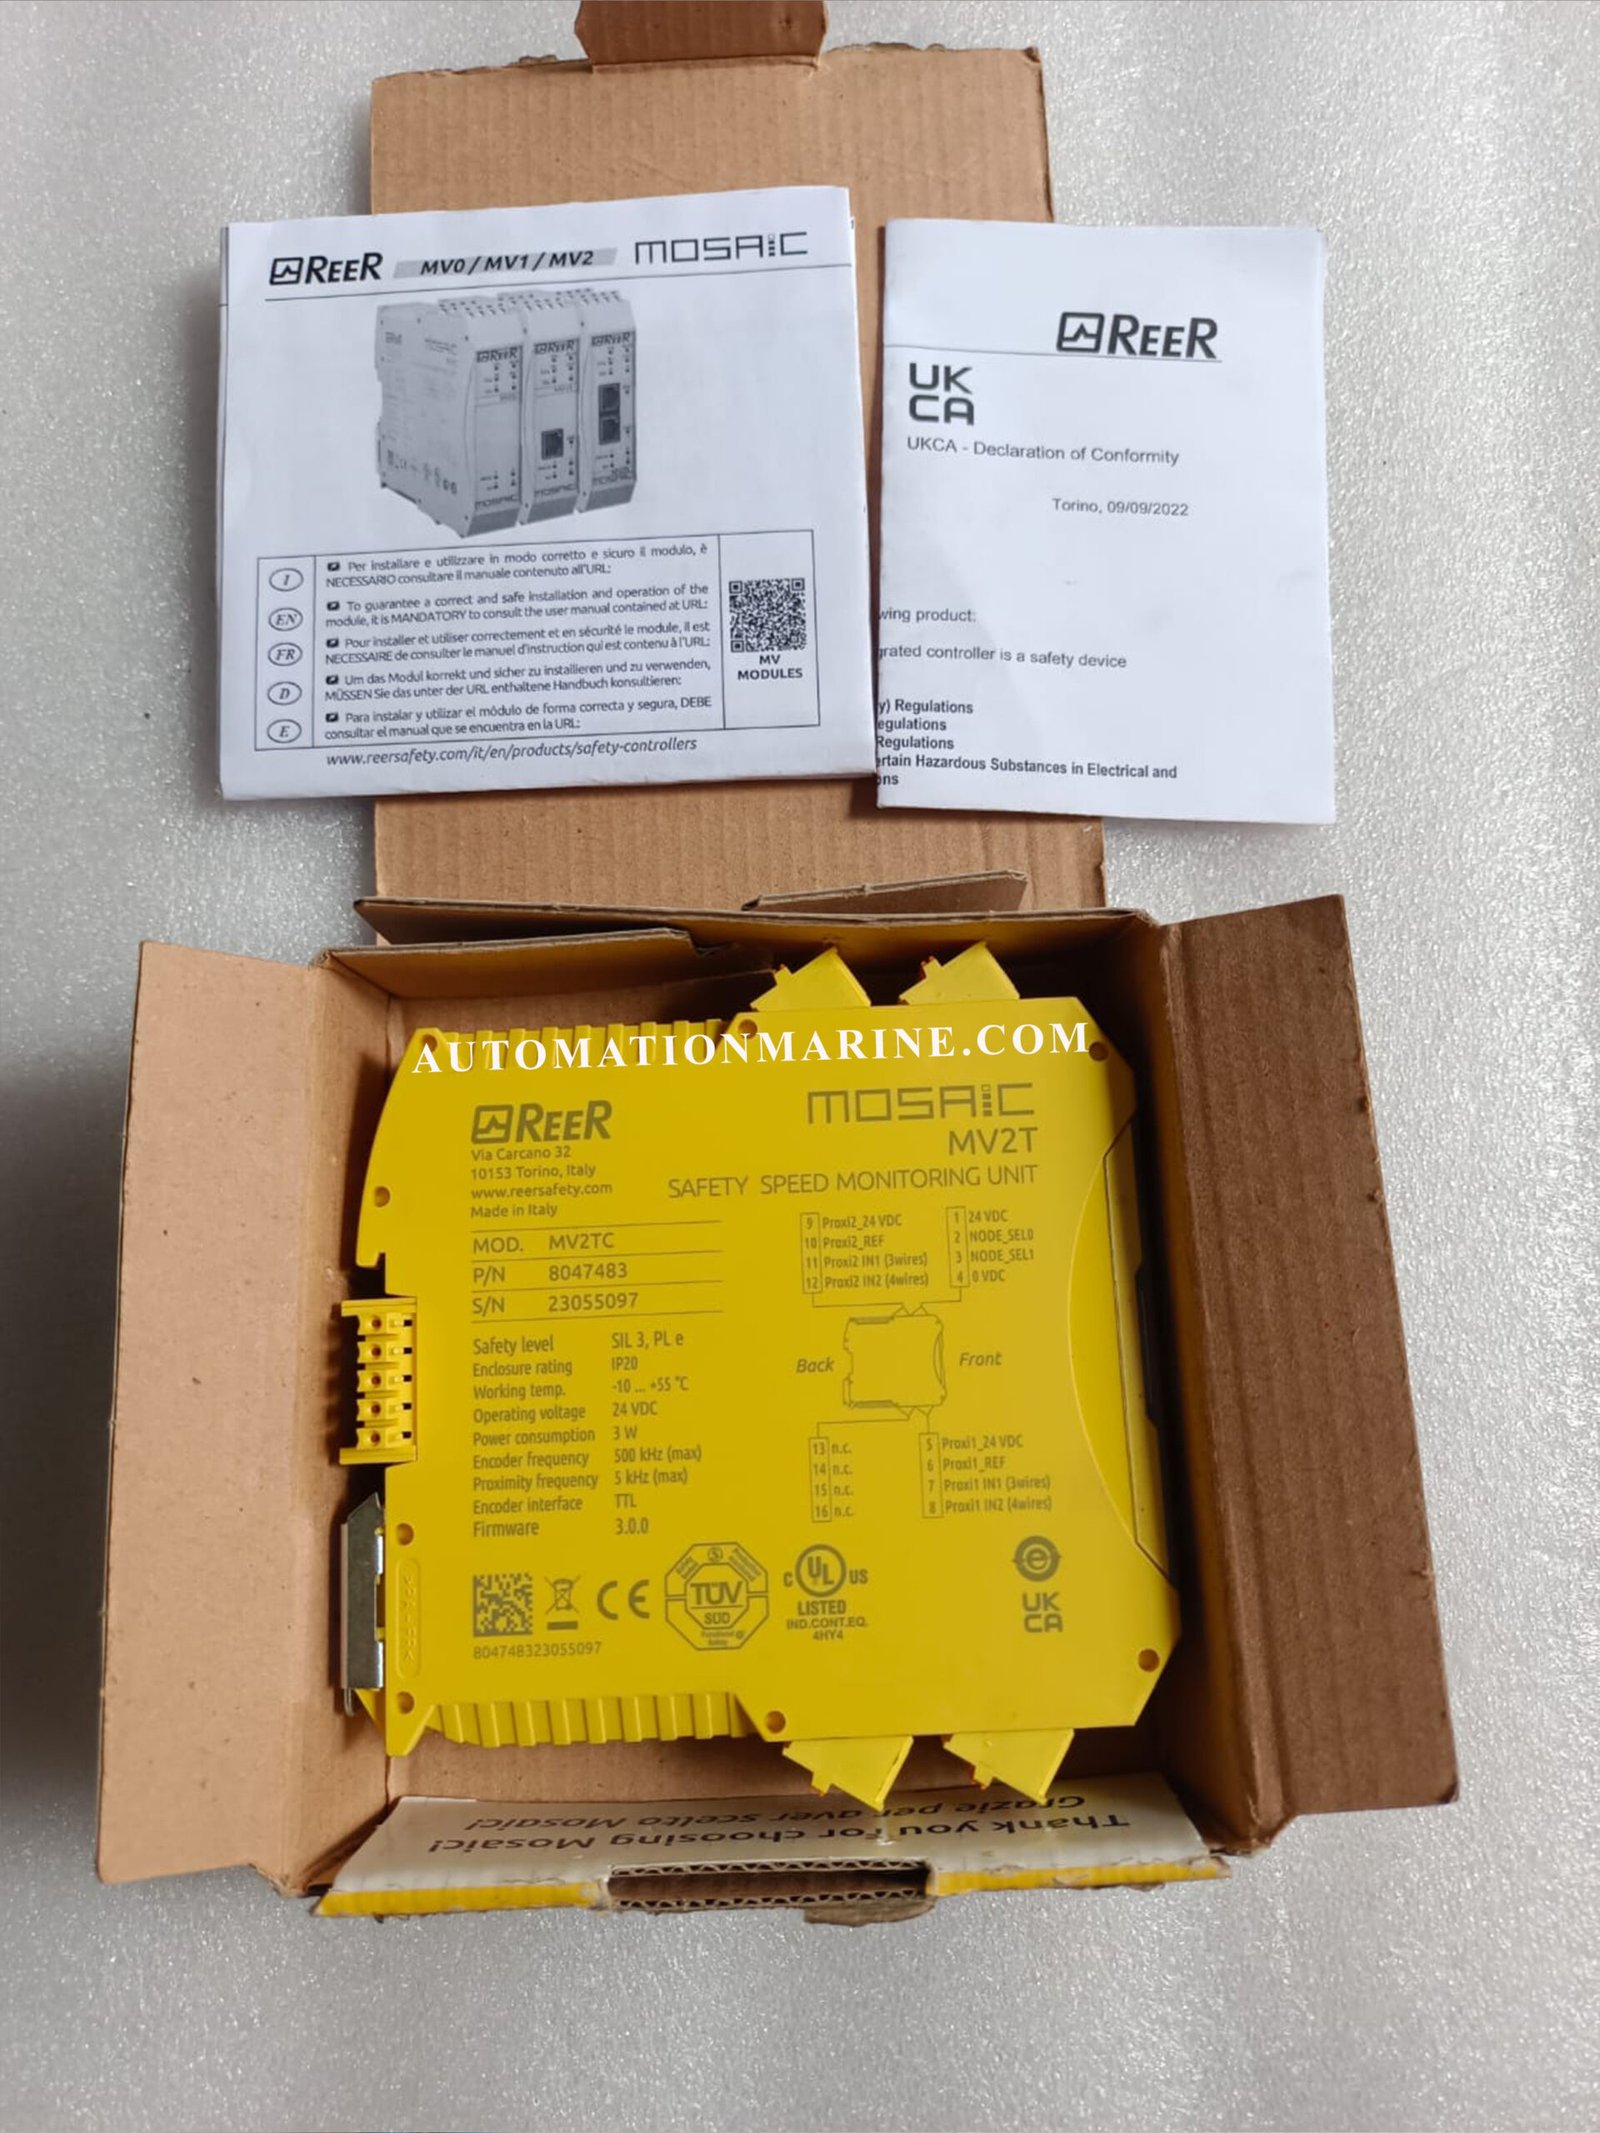 REER MV0 / MV1 / MV2 MOSAIC
I Per installare e utilizzare in modo corretto e sicuro il modulo, è
NECESSARIO consultare il manuale contenuto all'URL:
EN To guarantee a correct and safe installation and operation of the
module, it is MANDATORY to consult the user manual contained at URL:
FR Pour installer et utiliser correctement et en sécurité le module, il est
NECESSAIRE de consulter le manuel d'instruction qui est contenu à l'URL:
D Um das Modul korrekt und sicher zu installieren und zu verwenden,
MÜSSEN Sie das unter der URL enthaltene Handbuch konsultieren:
E Para instalar y utilizar el módulo de forma correcta y segura, DEBE
consultar el manual que se encuentra en la URL:
MV
MODULES
www.reersafety.com/it/en/products/safety-controllers
REER
UK
CA
UKCA - Declaration of Conformity
Torino, 09/09/2022
wing product:
grated controller is a safety device
y) Regulations
egulations
Regulations
ertain Hazardous Substances in Electrical and
ons
AUTOMATIONMARINE.COM
REER
Via Carcano 32
10153 Torino, Italy
www.reersafety.com
Made in Italy
MOSAIC
MV2T
SAFETY SPEED MONITORING UNIT
MOD. MV2TC
P/N 8047483
S/N 23055097
Safety level SIL 3, PL e
Enclosure rating IP20
Working temp. -10 ... +55 °C
Operating voltage 24 VDC
Power consumption 3 W
Encoder frequency 500 kHz (max)
Proximity frequency 5 kHz (max)
Encoder interface TTL
Firmware 3.0.0
9 Proxi2_24 VDC
10 Proxi2_REF
11 Proxi2 IN1 (3wires)
12 Proxi2 IN2 (4wires)
1 24 VDC
2 NODE_SEL0
3 NODE_SEL1
4 0 VDC
Back
Front
13 n.c.
14 n.c.
15 n.c.
16 n.c.
5 Proxi1_24 VDC
6 Proxi1_REF
7 Proxi1 IN1 (3wires)
8 Proxi1 IN2 (4wires)
804748323055097
CE
TÜV
SÜD
C UL US
LISTED
IND.CONT.EQ.
4HY4
UK
CA
Thank you for choosing Mosaic!
Grazie per aver scelto Mosaic!